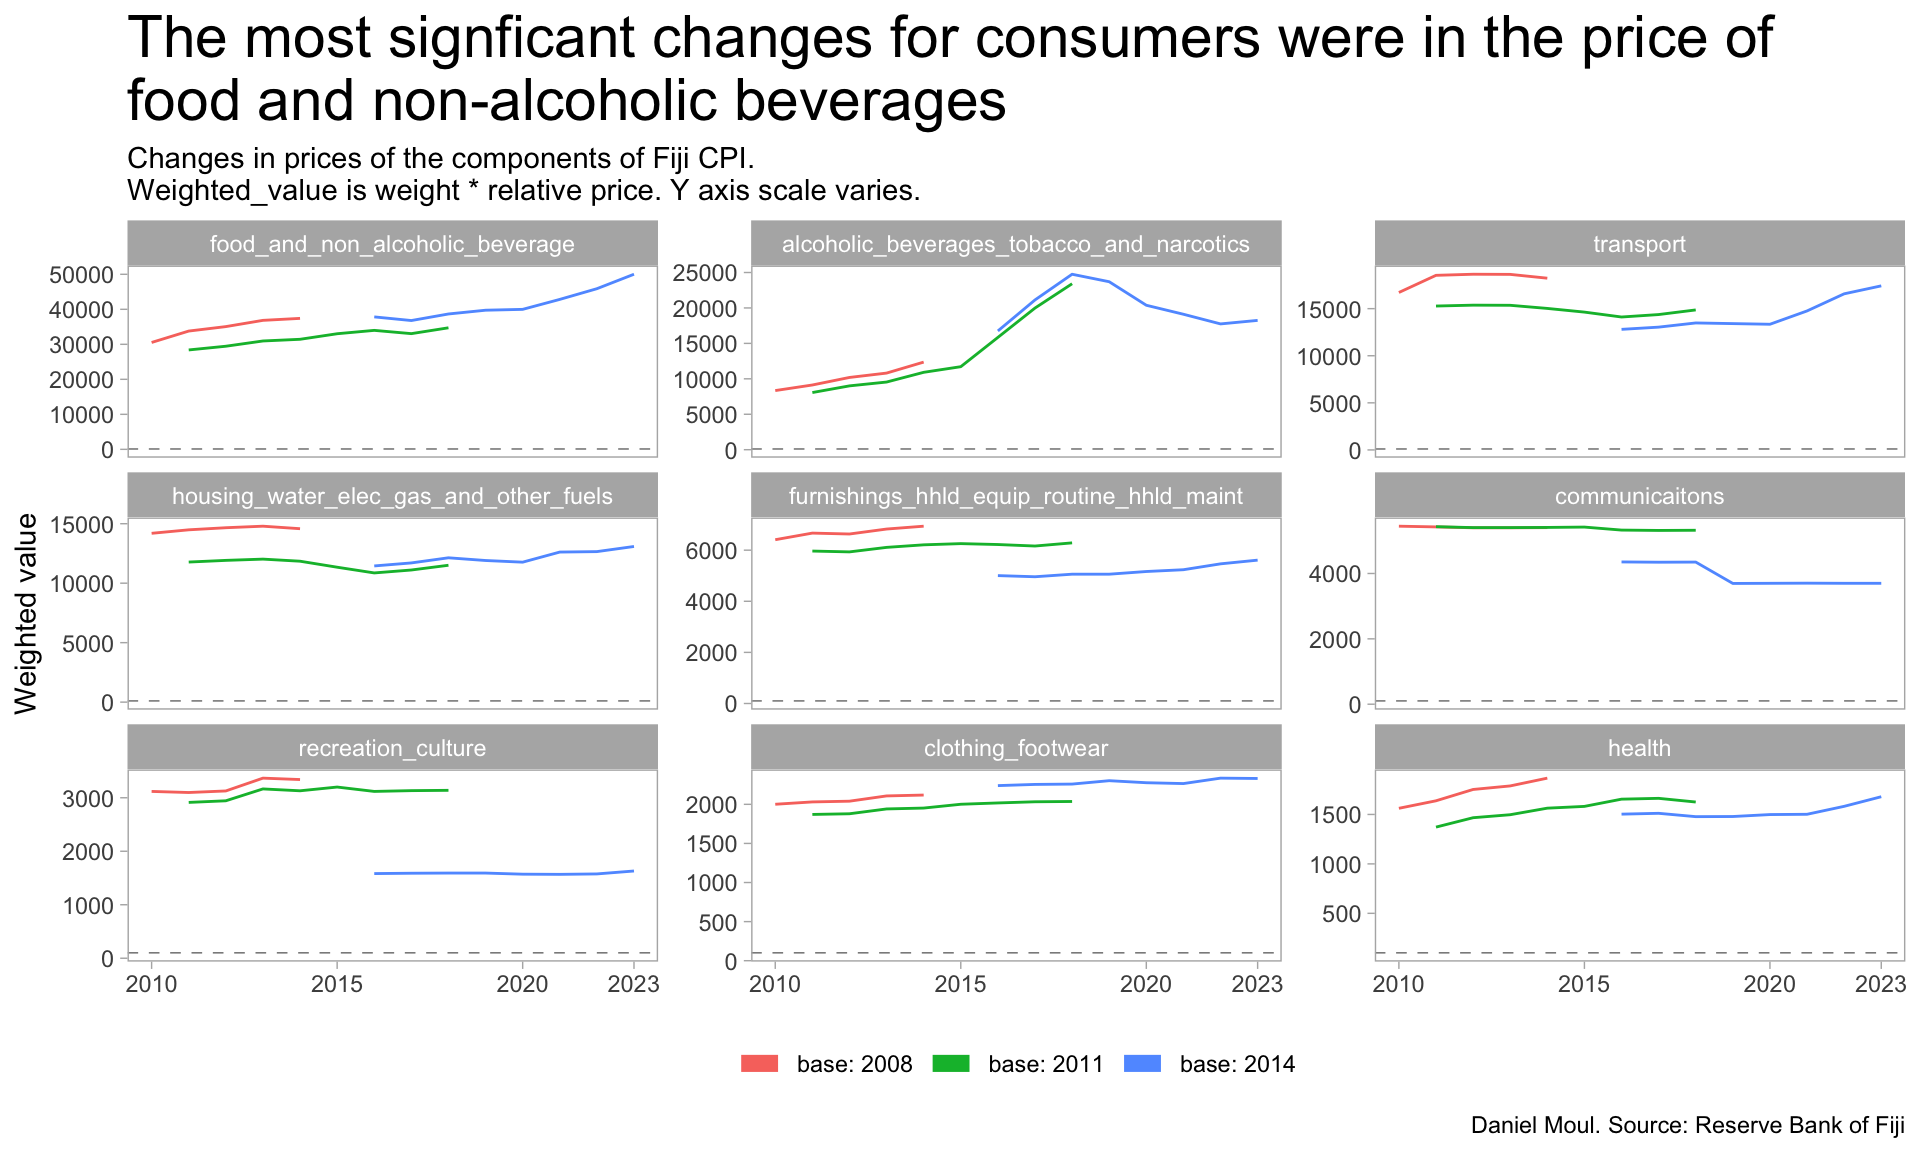 The most signficant changes for consumers were in the price of
food and non-alcoholic beverages
Changes in prices of the components of Fiji CPI.
Weighted_value is weight * relative price. Y axis scale varies.
food_and_non_alcoholic_beverage
50000
40000
30000
20000
10000
0
alcoholic_beverages_tobacco_and_narcotics
25000
20000
15000
10000
5000
0
transport
15000
10000
5000
0
Weighted value
housing_water_elec_gas_and_other_fuels
15000
10000
5000
0
furnishings_hhld_equip_routine_hhld_maint
6000
4000
2000
0
communicaitons
4000
2000
0
recreation_culture
3000
2000
1000
0
2010 2015 2020 2023
clothing_footwear
2000
1500
1000
500
0
2010 2015 2020 2023
health
1500
1000
500
2010 2015 2020 2023
base: 2008 base: 2011 base: 2014
Daniel Moul. Source: Reserve Bank of Fiji